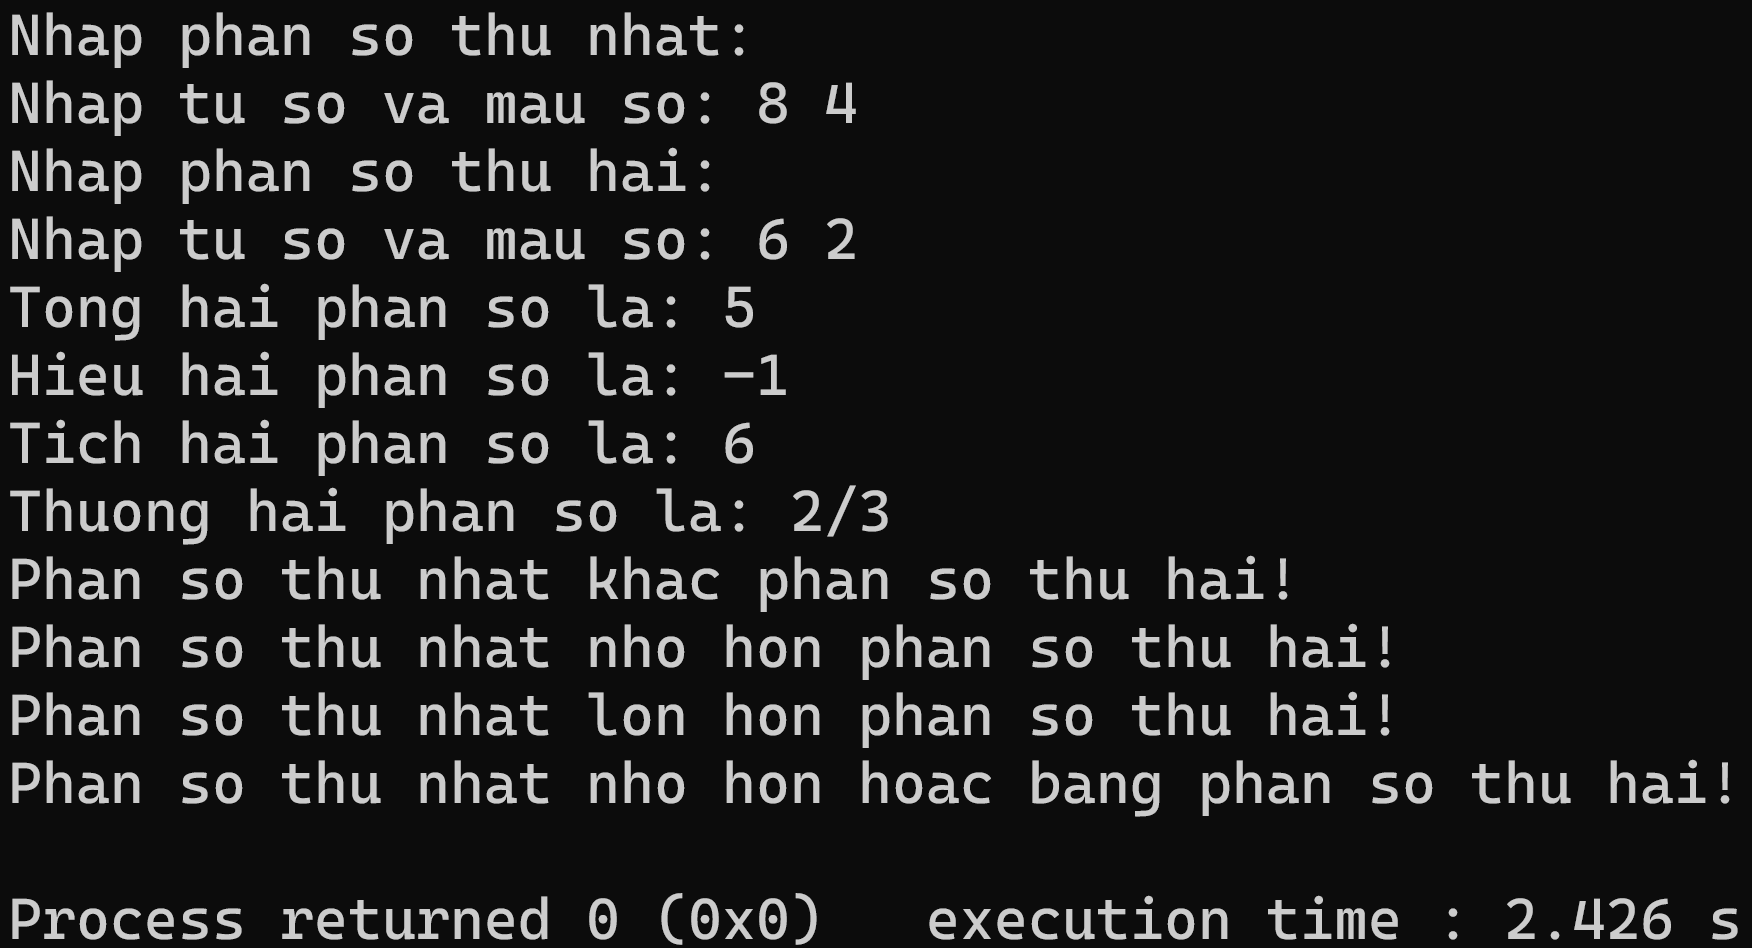 Nhap phan so thu nhat:
Nhap tu so va mau so: 8 4
Nhap phan so thu hai:
Nhap tu so va mau so: 6 2
Tong hai phan so la: 5
Hieu hai phan so la: -1
Tich hai phan so la: 6
Thuong hai phan so la: 2/3
Phan so thu nhat khac phan so thu hai!
Phan so thu nhat nho hon phan so thu hai!
Phan so thu nhat lon hon phan so thu hai!
Phan so thu nhat nho hon hoac bang phan so thu hai!
Process returned 0 (0x0)   execution time : 2.426 s